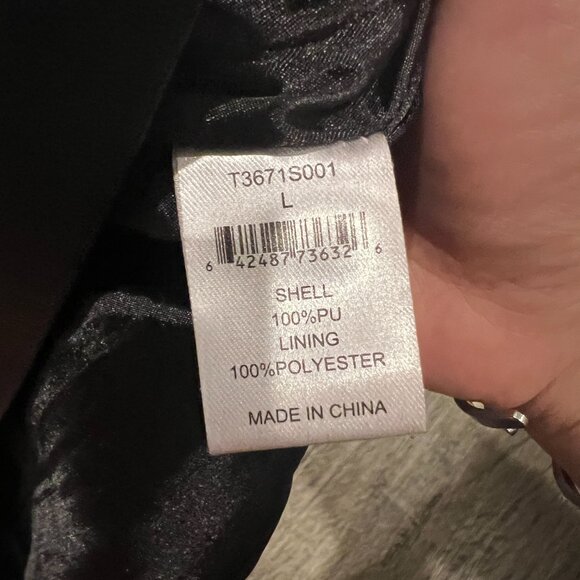 T3671S001
L
6 42487 73632 6
SHELL
100%PU
LINING
100%POLYESTER
MADE IN CHINA